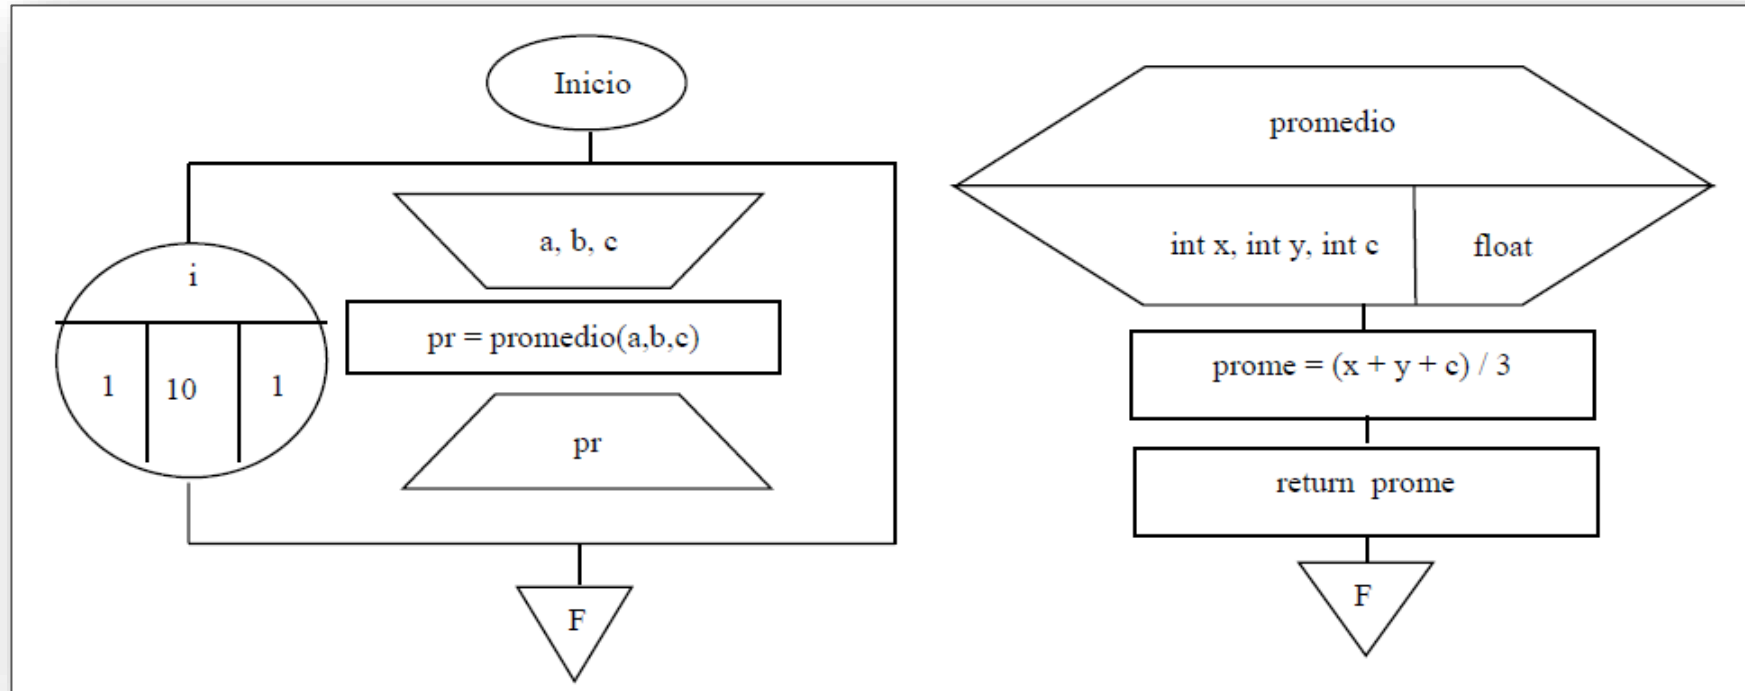 Inicio
a, b, c
i
1 10 1
pr = promedio(a,b,c)
pr
F
promedio
int x, int y, int c float
prome = (x + y + c) / 3
return prome
F